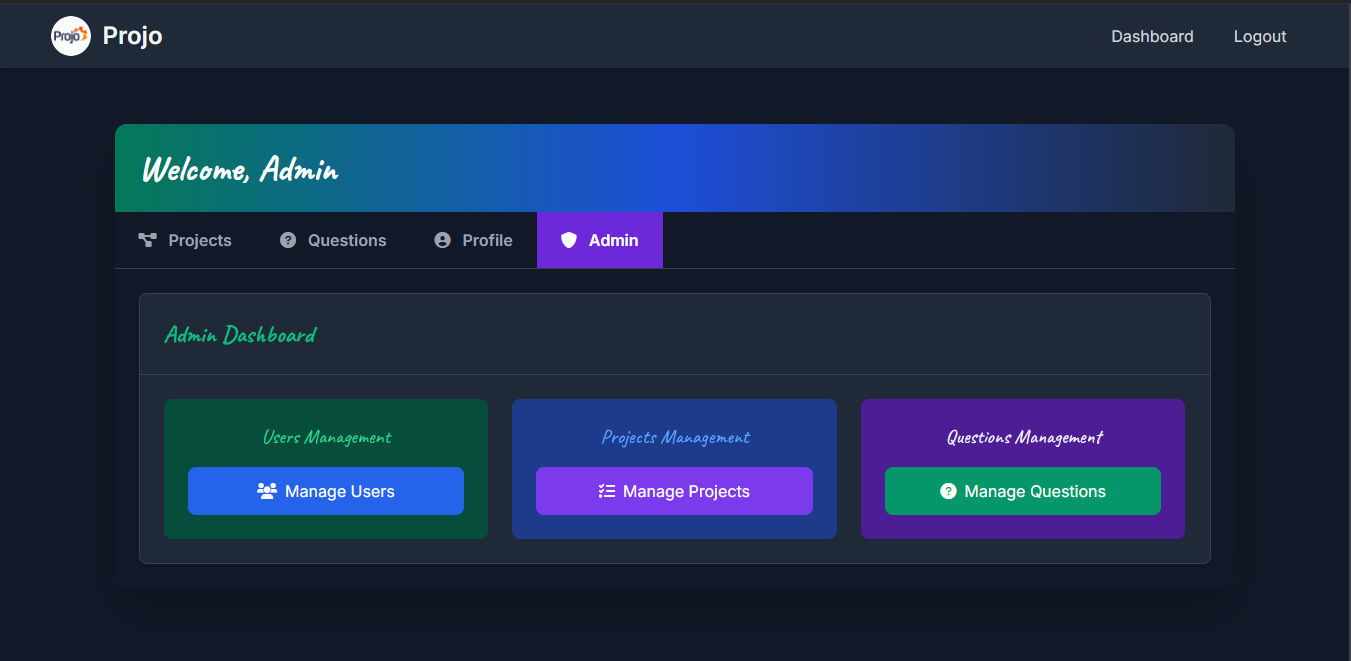 Projo Projo Dashboard Logout
Welcome, Admin
Projects Questions Profile Admin
Admin Dashboard
Users Management Projects Management Questions Management
Manage Users Manage Projects Manage Questions